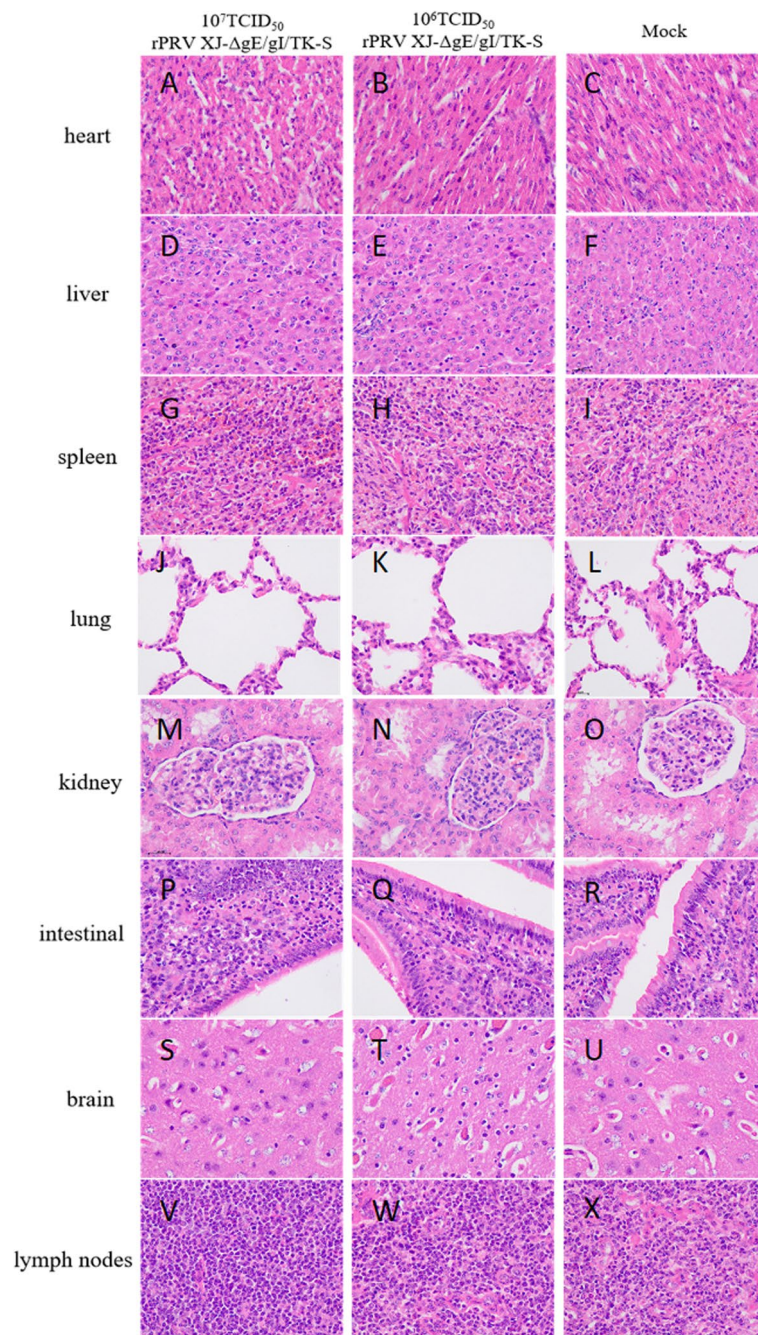 10⁷TCID₅₀
rPRV XJ-ΔgE/gI/TK-S
10⁶TCID₅₀
rPRV XJ-ΔgE/gI/TK-S
Mock
heart
A
B
C
liver
D
E
F
spleen
G
H
I
lung
J
K
L
kidney
M
N
O
intestinal
P
Q
R
brain
S
T
U
lymph nodes
V
W
X